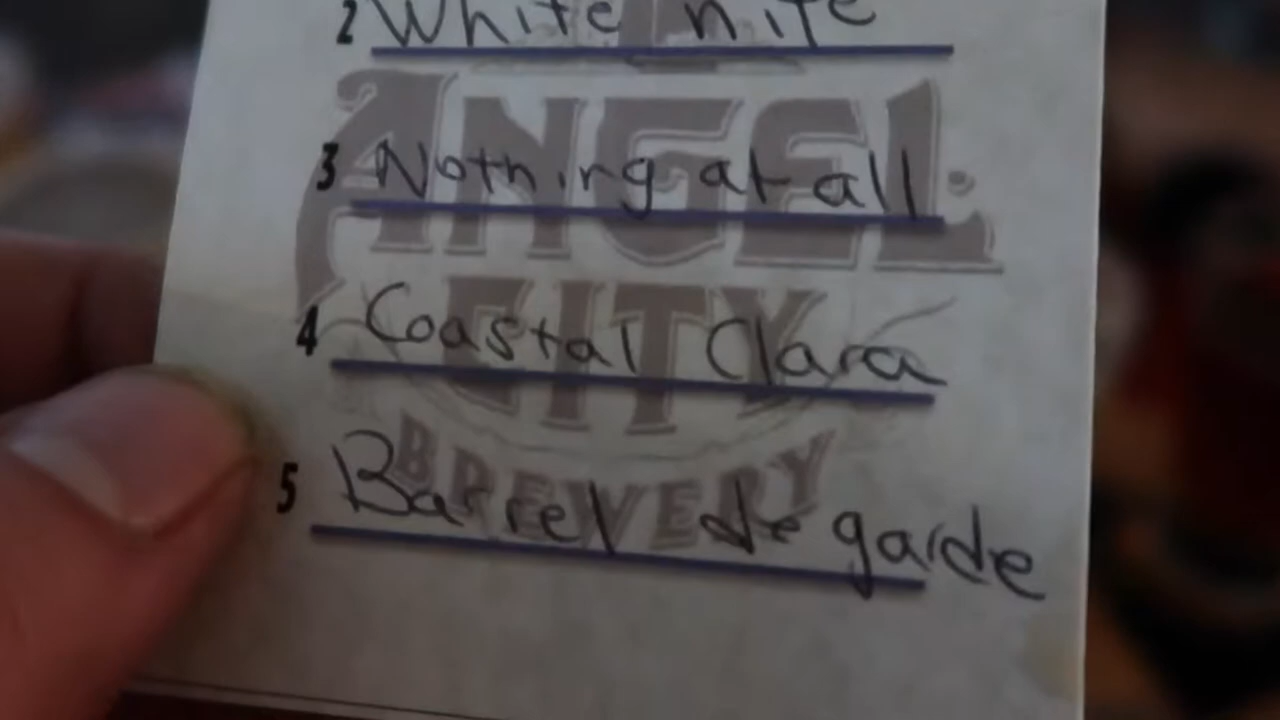 2 White nite
3 Nothing at all
4 Coastal Clara
5 Barrel de garde
ANGEL
CITY
BREWERY